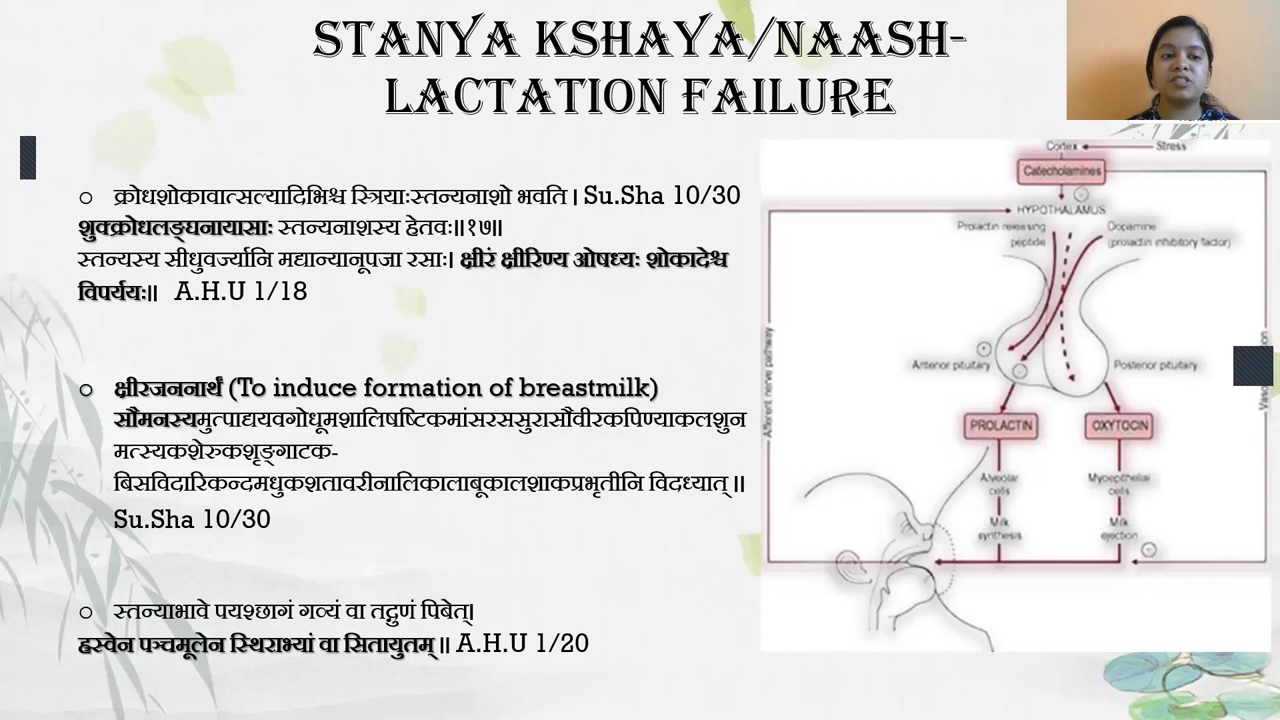 STANYA KSHAYA/NAASH-
LACTATION FAILURE
क्रोधशोकावात्सल्यादिभिश्च स्त्रियाःस्तन्यनाशो भवति | Su.Sha 10/30
शुक्क्रोधलङ्घनायासाः स्तन्यनाशस्य हेतवः॥१७॥
स्तन्यस्य सीधुवर्ज्यानि मद्यान्यानूपजा रसाः। क्षीरं क्षीरिण्य ओषध्यः शोकादेश्च
विपर्ययः॥ A.H.U 1/18
क्षीरजननार्थं (To induce formation of breastmilk)
सौमनस्यमुत्पाद्ययवगोधूमशालिषष्टिकमांसरससुरासौवीरकपिण्याकलशुन
मत्स्यकशेरुकशृङ्गाटक-
बिसविदारिकन्दमधुकशतावरीनालिकालाबूकालशाकप्रभृतीनि विदध्यात् ||
Su.Sha 10/30
स्तन्याभावे पयश्छागं गव्यं वा तद्गुणं पिबेत्।
ह्रस्वेन पञ्चमूलेन स्थिराभ्यां वा सितायुतम् || A.H.U 1/20
Cortex
Stress
Catecholamines
HYPOTHALAMUS
Prolactin releasing
peptide
Dopamine
(prolactin inhibitory factor)
Anterior pituitary
Posterior pituitary
Afferent nerve pathway
PROLACTIN
OXYTOCIN
Alveolar
cells
Myoepithelial
cells
Milk
synthesis
Milk
ejection